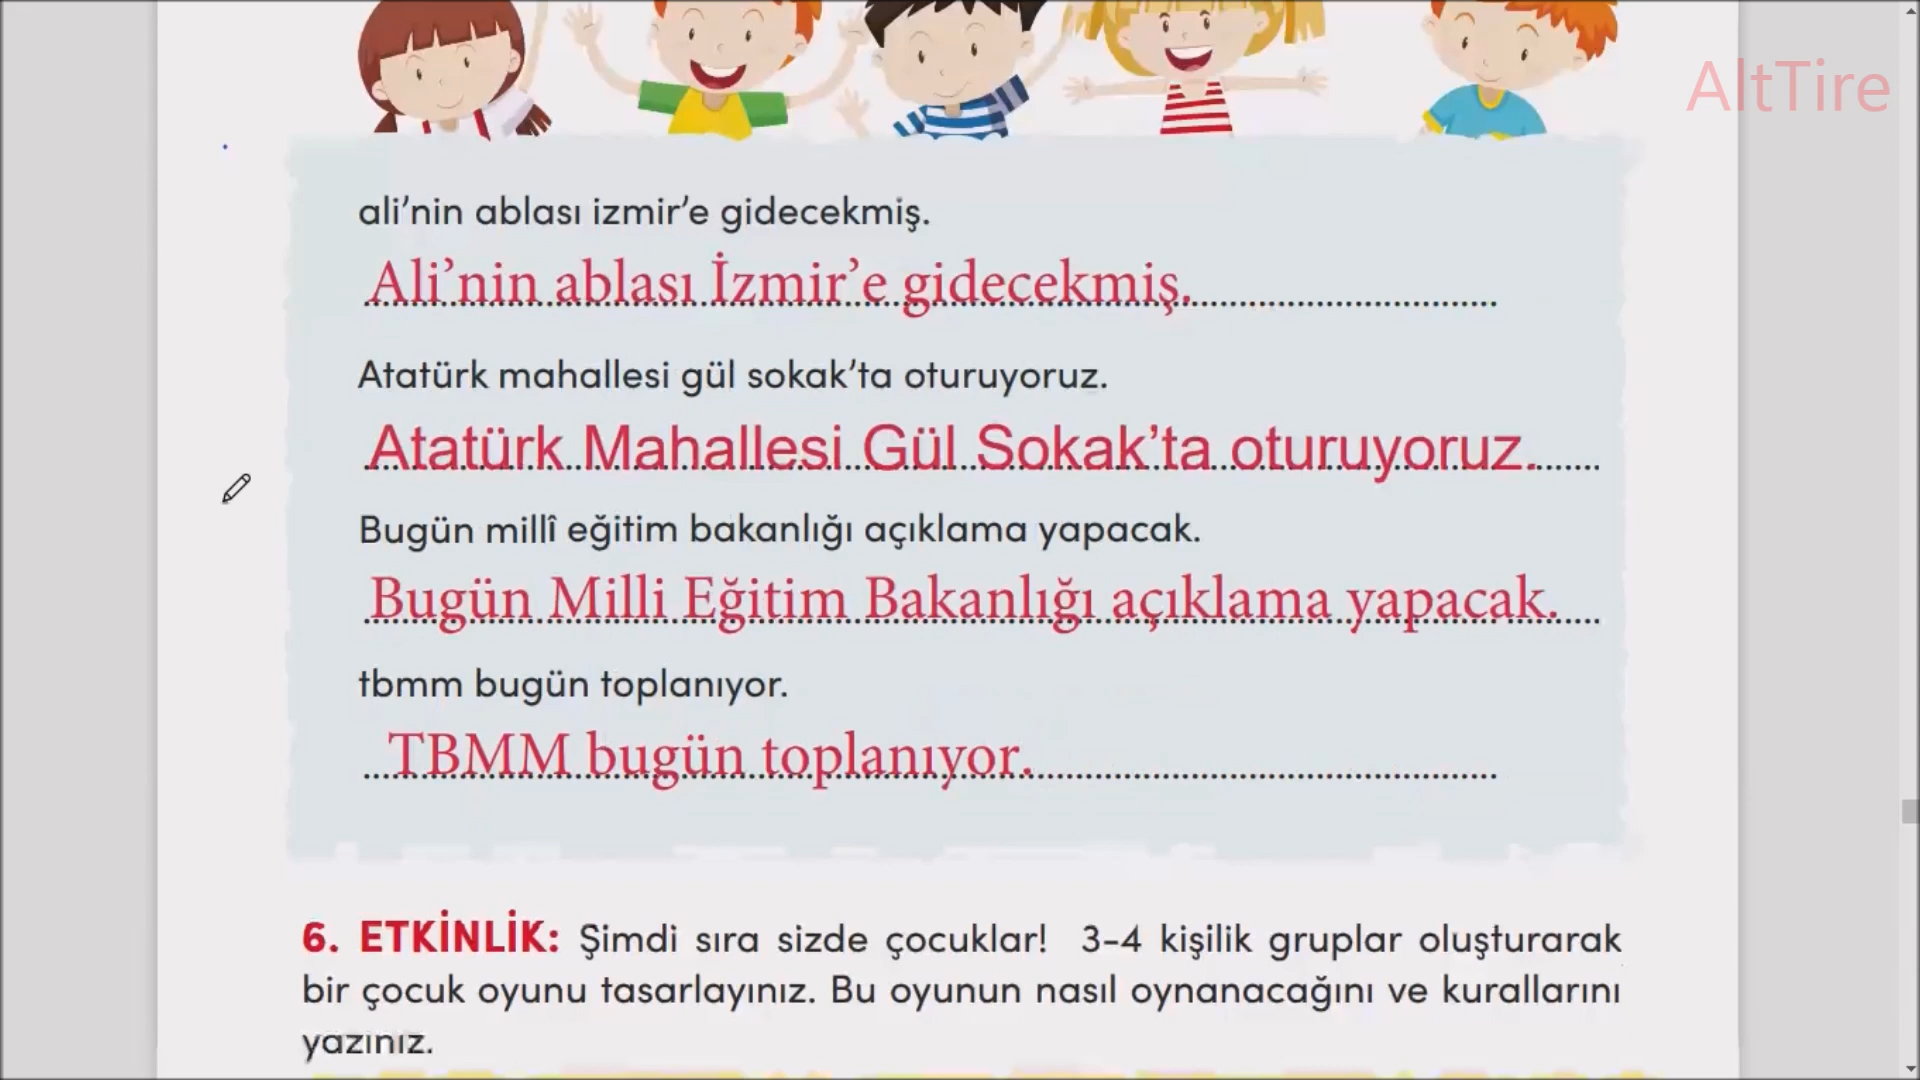 AltTire
ali’nin ablası izmir’e gidecekmiş.
Ali’nin ablası İzmir’e gidecekmiş.
Atatürk mahallesi gül sokak’ta oturuyoruz.
Atatürk Mahallesi Gül Sokak’ta oturuyoruz.
Bugün millî eğitim bakanlığı açıklama yapacak.
Bugün Milli Eğitim Bakanlığı açıklama yapacak.
tbmm bugün toplanıyor.
TBMM bugün toplanıyor.
6. ETKİNLİK: Şimdi sıra sizde çocuklar! 3-4 kişilik gruplar oluşturarak
bir çocuk oyunu tasarlayınız. Bu oyunun nasıl oynanacağını ve kurallarını
yazınız.